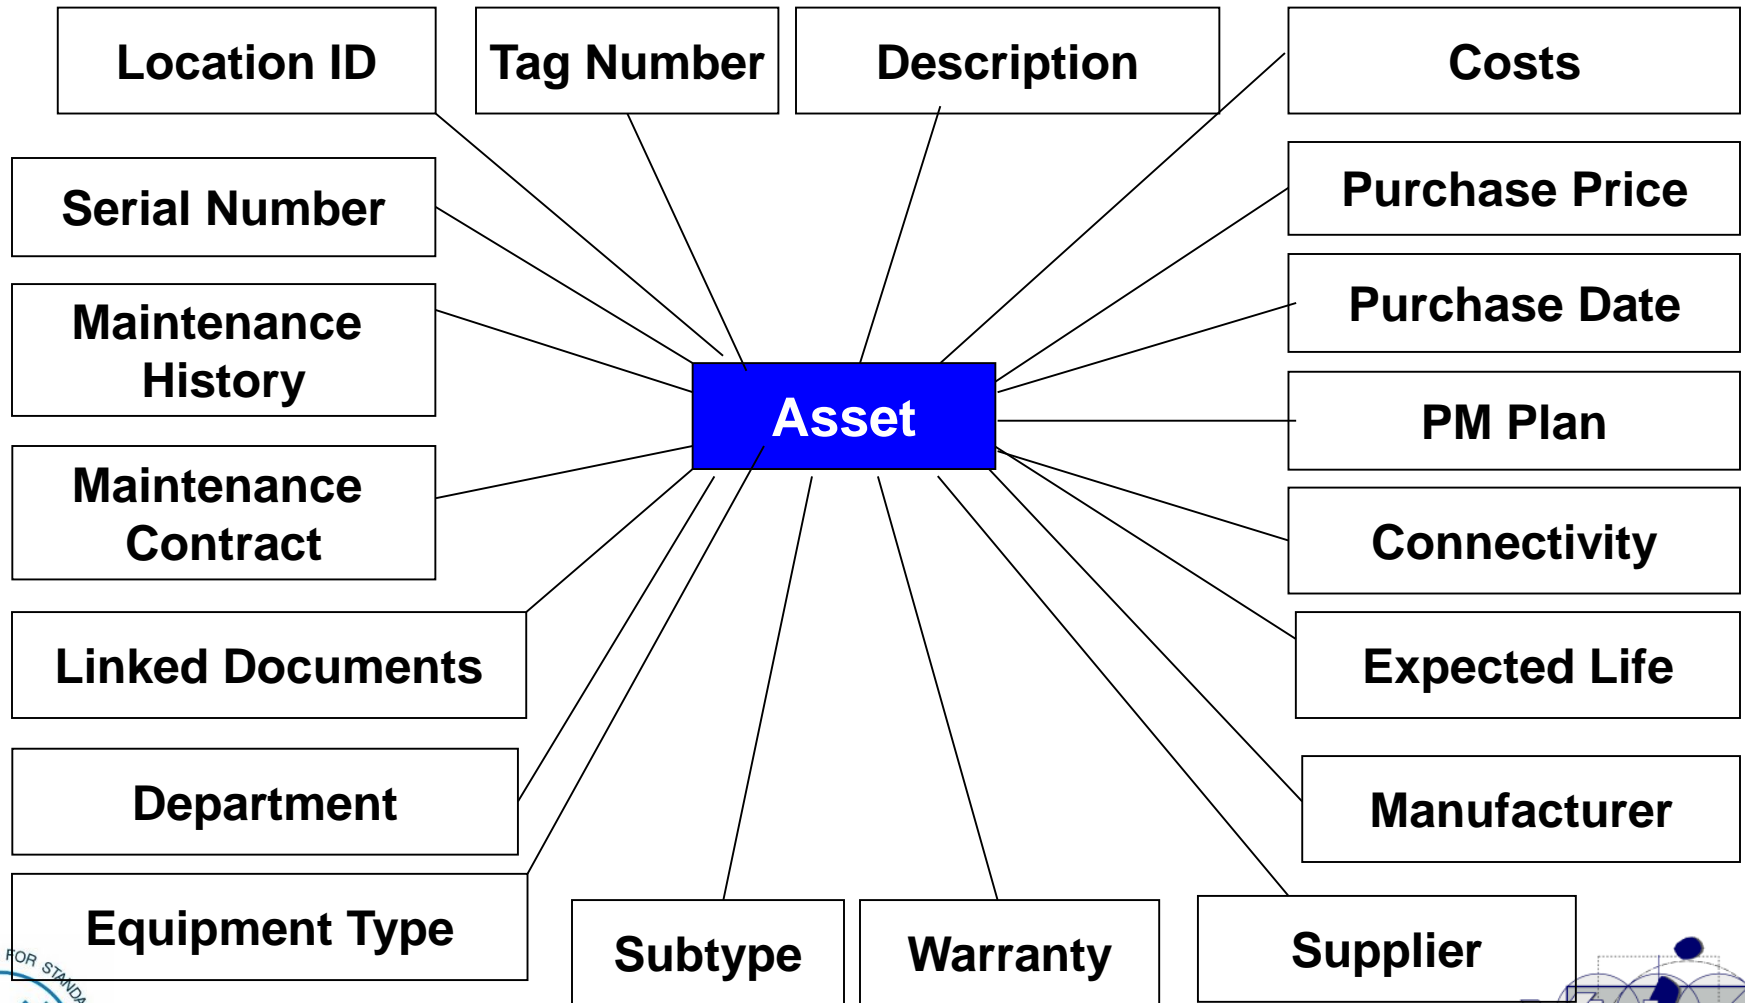 Location ID
Tag Number
Description
Costs
Serial Number
Purchase Price
Maintenance
History
Purchase Date
Asset
PM Plan
Maintenance
Contract
Connectivity
Linked Documents
Expected Life
Department
Manufacturer
Equipment Type
Subtype
Warranty
Supplier
FOR